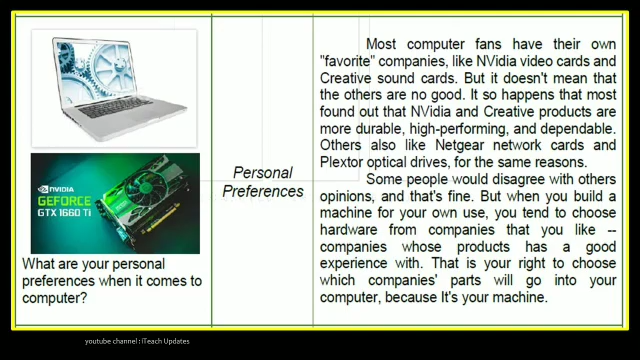 NVIDIA
GEFORCE
GTX 1660 Ti
What are your personal
preferences when it comes to
computer?
Personal
Preferences
Most computer fans have their own
"favorite" companies, like NVidia video cards and
Creative sound cards. But it doesn't mean that
the others are no good. It so happens that most
found out that NVidia and Creative products are
more durable, high-performing, and dependable.
Others also like Netgear network cards and
Plextor optical drives, for the same reasons.
Some people would disagree with others
opinions, and that's fine. But when you build a
machine for your own use, you tend to choose
hardware from companies that you like --
companies whose products has a good
experience with. That is your right to choose
which companies' parts will go into your
computer, because It's your machine.
youtube channel : iTeach Updates